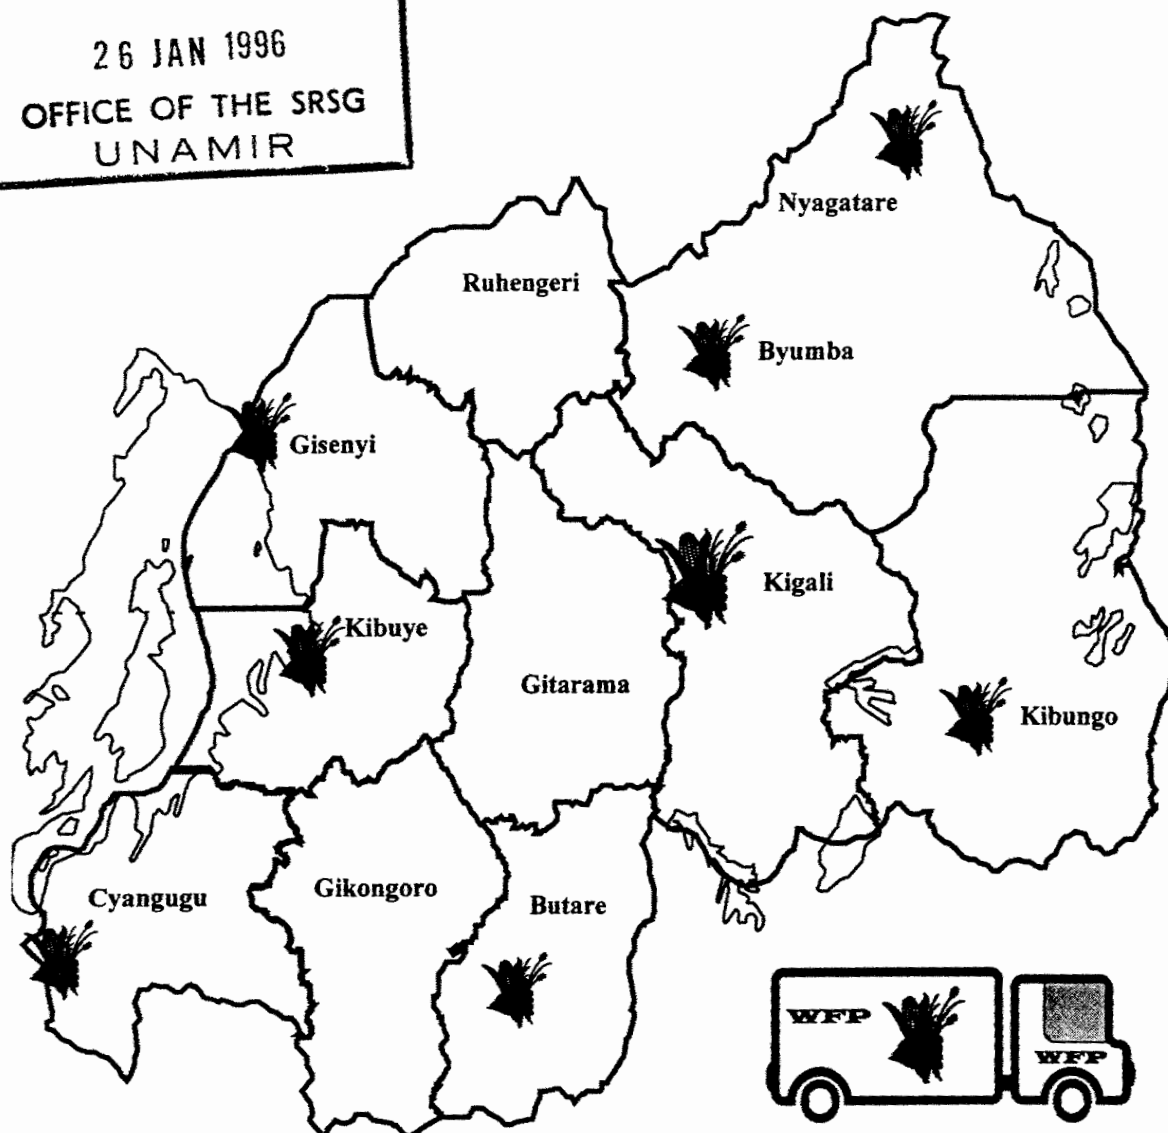 26 JAN 1996
OFFICE OF THE SRSG
UNAMIR
Nyagatare
Ruhengeri
Byumba
Gisenyi
Kigali
Kibuye
Gitarama
Kibungo
Cyangugu
Gikongoro
Butare
WFP
WFP